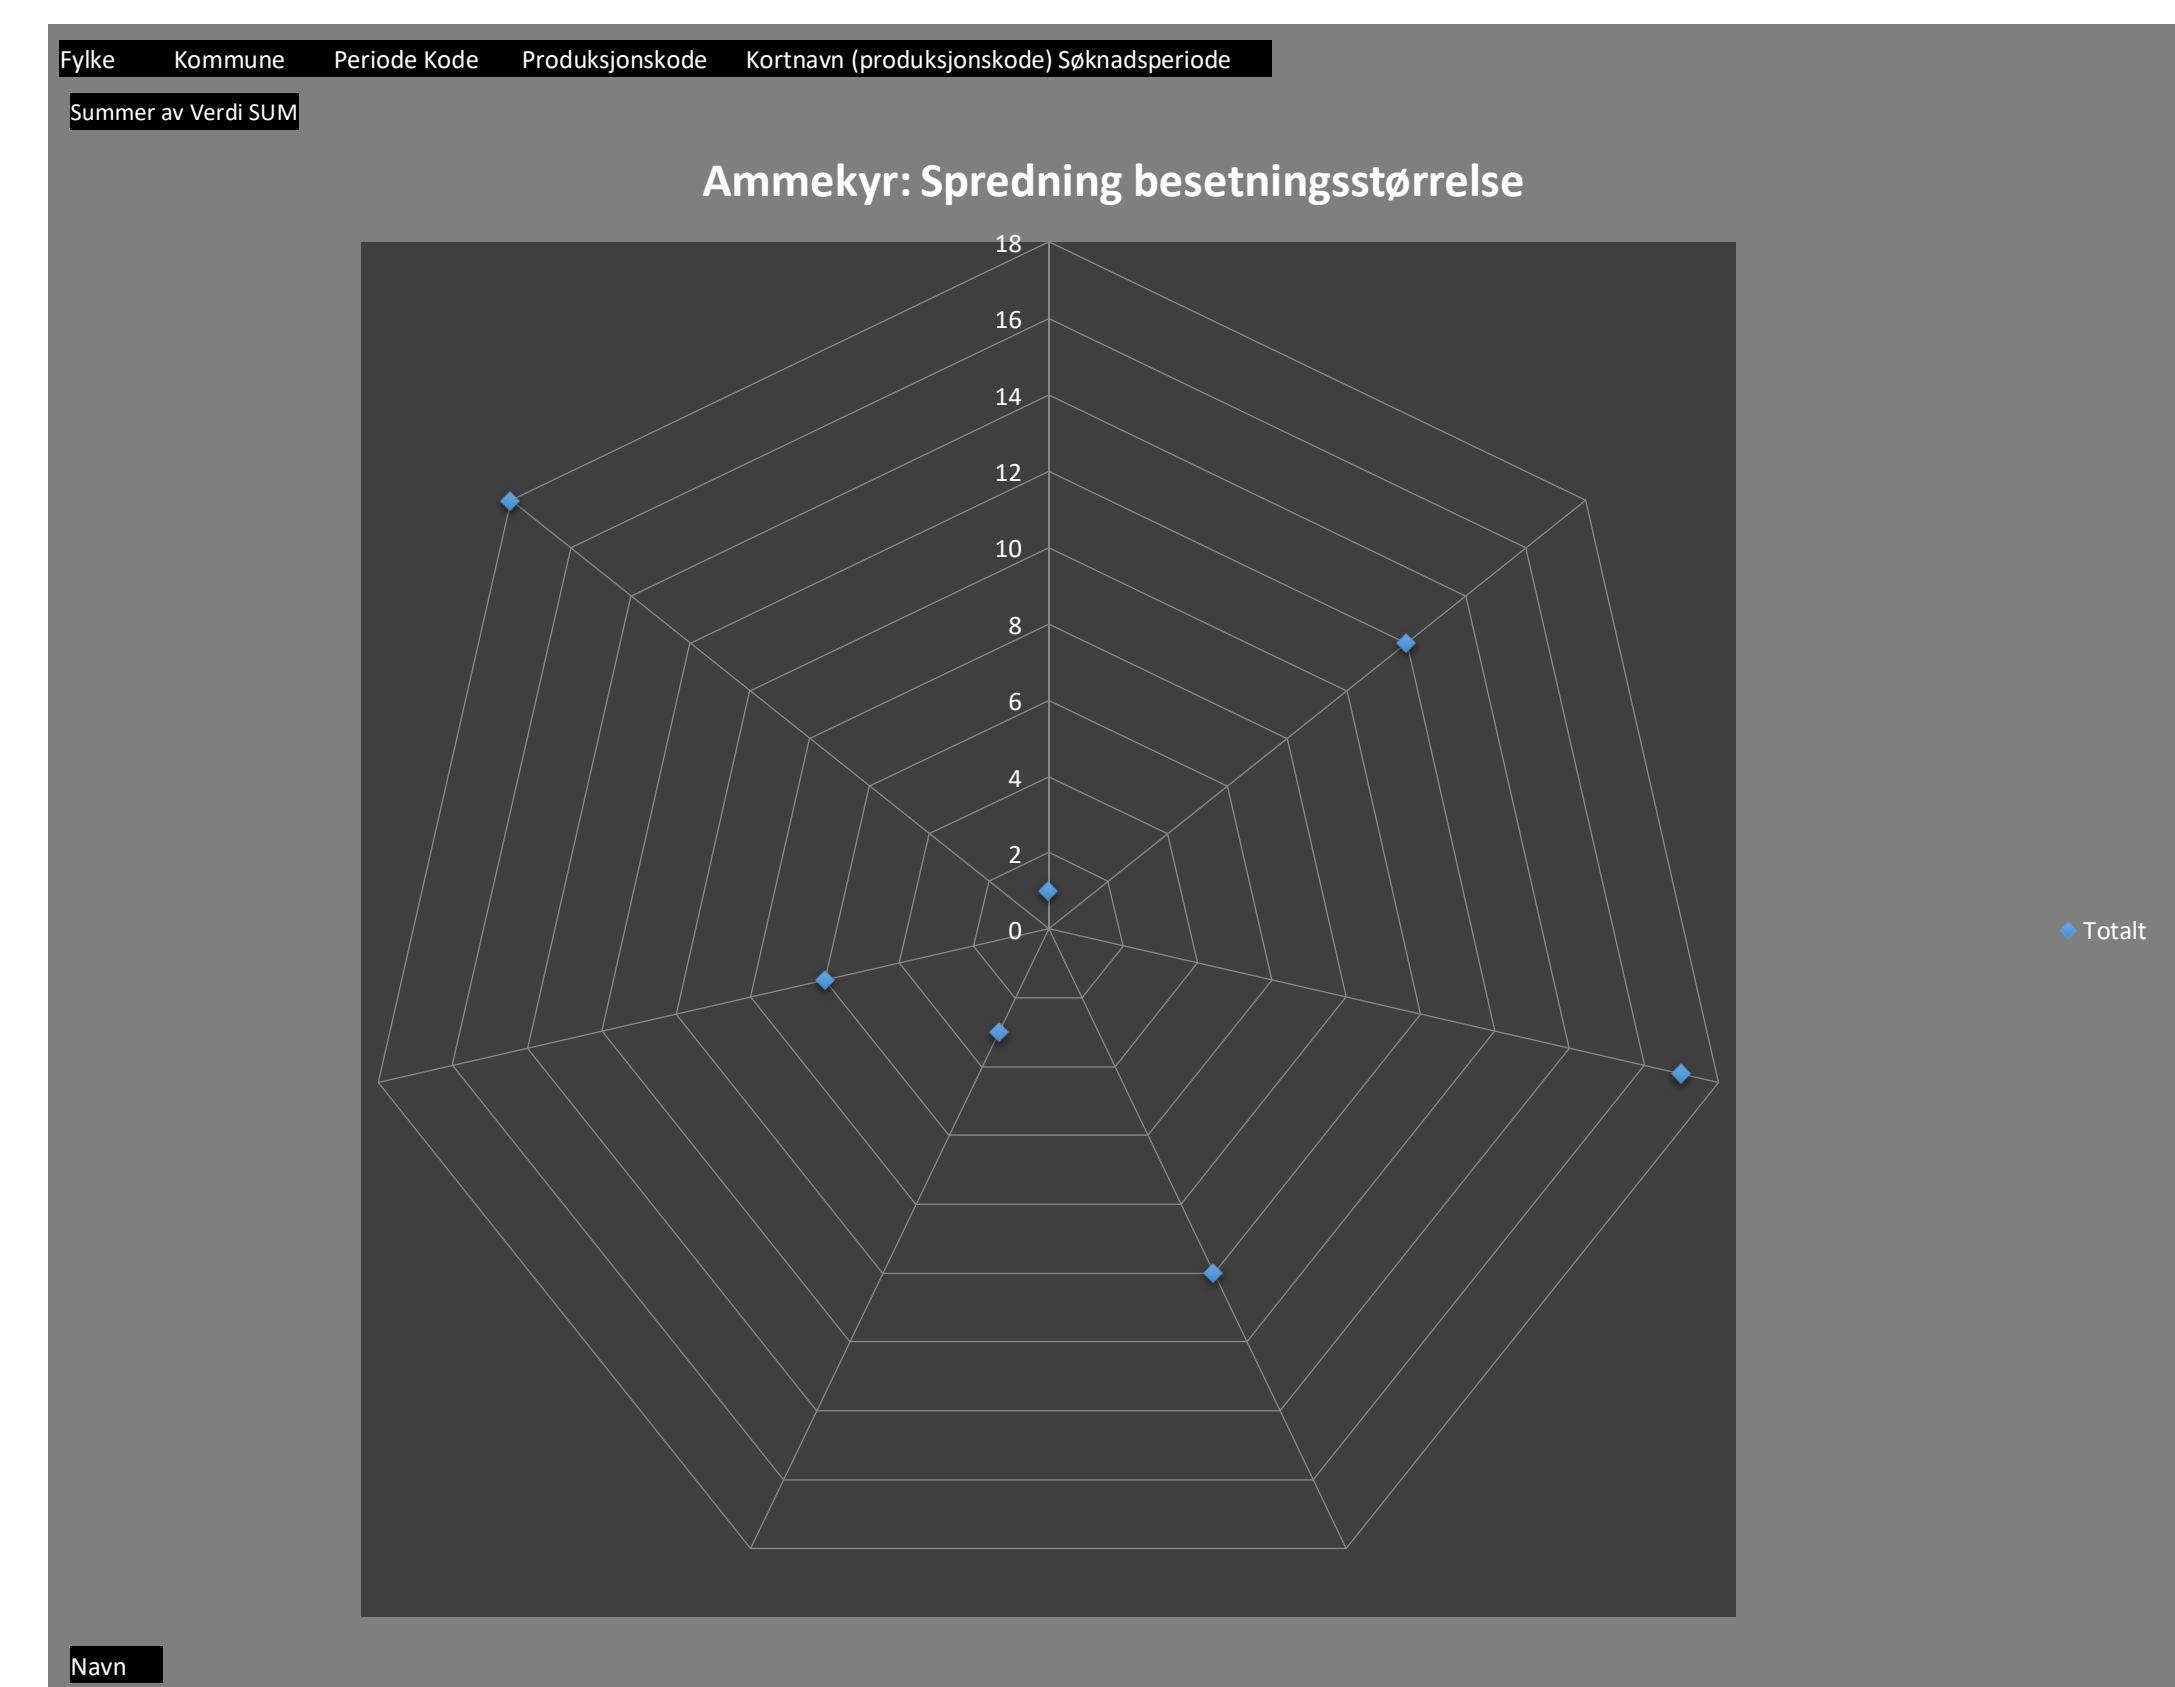 Fylke Kommune Periode Kode Produksjonskode Kortnavn (produksjonskode) Søknadsperiode
Summer av Verdi SUM
Ammekyr: Spredning besetningsstørrelse
18
16
14
12
10
8
6
4
2
0
Totalt
Navn